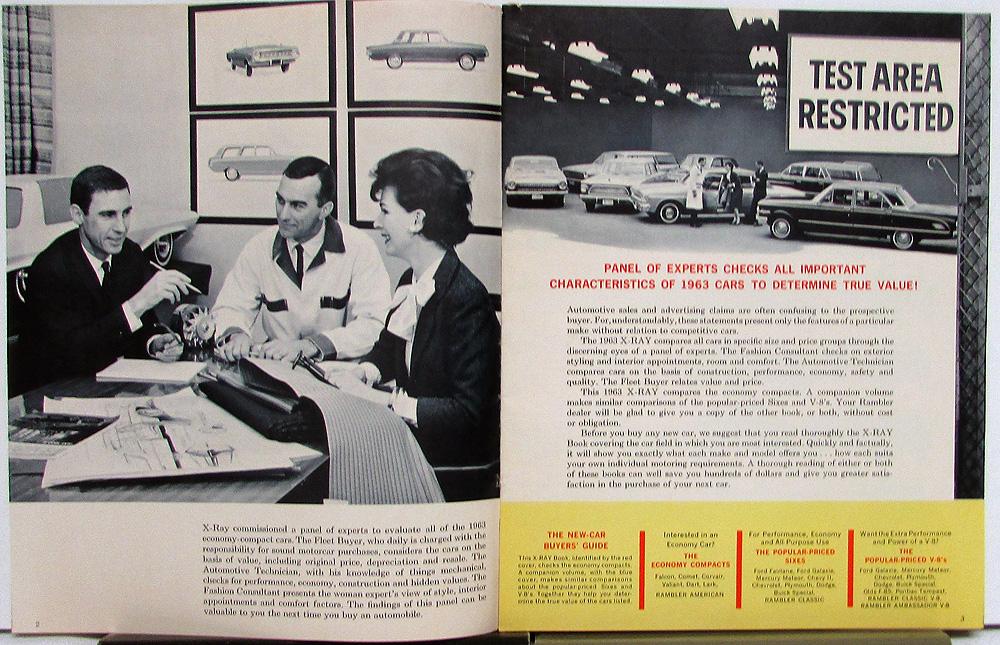 X-Ray commissioned a panel of experts to evaluate all of the 1963
economy-compact cars. The Fleet Buyer, who daily is charged with the
responsibility for sound motorcar purchases, considers the cars on the
basis of value, including original price, depreciation and resale. The
Automotive Technician, with his knowledge of things mechanical,
checks for performance, economy, construction and hidden values. The
Fashion Consultant presents the woman expert's view of style, interior
appointments and comfort factors. The findings of this panel can be
valuable to you the next time you buy an automobile.
2
TEST AREA
RESTRICTED
PANEL OF EXPERTS CHECKS ALL IMPORTANT
CHARACTERISTICS OF 1963 CARS TO DETERMINE TRUE VALUE!
Automotive sales and advertising claims are often confusing to the prospective
buyer. For, understandably, these statements present only the features of a particular
make without relation to competitive cars.
The 1963 X-RAY compares all cars in specific size and price groups through the
discerning eyes of a panel of experts. The Fashion Consultant checks on exterior
styling and interior appointments, room and comfort. The Automotive Technician
compares cars on the basis of construction, performance, economy, safety and
quality. The Fleet Buyer relates value and price.
This 1963 X-RAY compares the economy compacts. A companion volume
makes similar comparisons of the popular-priced Sixes and V-8's. Your Rambler
dealer will be glad to give you a copy of the other book, or both, without cost
or obligation.
Before you buy any new car, we suggest that you read thoroughly the X-RAY
Book covering the car field in which you are most interested. Quickly and factually,
it will show you exactly what each make and model offers you . . . how each suits
your own individual motoring requirements. A thorough reading of either or both
of these books can well save you hundreds of dollars and give you greater satis-
faction in the purchase of your next car.
THE NEW-CAR
BUYERS' GUIDE
This X-RAY Book, identified by the red
cover, checks the economy compacts.
A companion volume, with the blue
cover, makes similar comparisons
about the popular-priced Sixes and
V-8's. Together they help you deter-
mine the true value of the cars listed.
Interested in an
Economy Car?
THE
ECONOMY COMPACTS
Falcon, Comet, Corvair,
Valiant, Dart, Lark,
RAMBLER AMERICAN
For Performance, Economy
and All Purpose Use
THE POPULAR-PRICED
SIXES
Ford Fairlane, Ford Galaxie,
Mercury Meteor, Chevy II,
Chevrolet, Plymouth, Dodge,
Buick Special,
RAMBLER CLASSIC
Want the Extra Performance
and Power of a V-8?
THE
POPULAR-PRICED V-8's
Ford Galaxie, Mercury Meteor,
Chevrolet, Plymouth,
Dodge, Buick Special,
Olds F-85, Pontiac Tempest,
RAMBLER CLASSIC V-8,
RAMBLER AMBASSADOR V-8
3